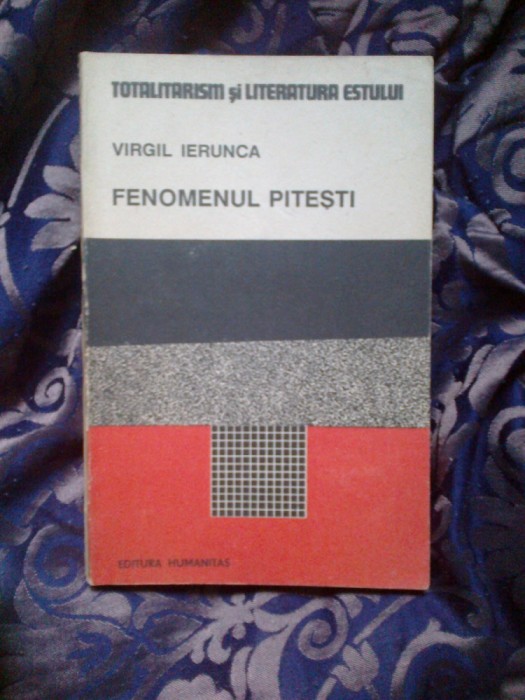 TOTALITARISM și LITERATURA ESTULUI
VIRGIL IERUNCA
FENOMENUL PITEȘTI
EDITURA HUMANITAS